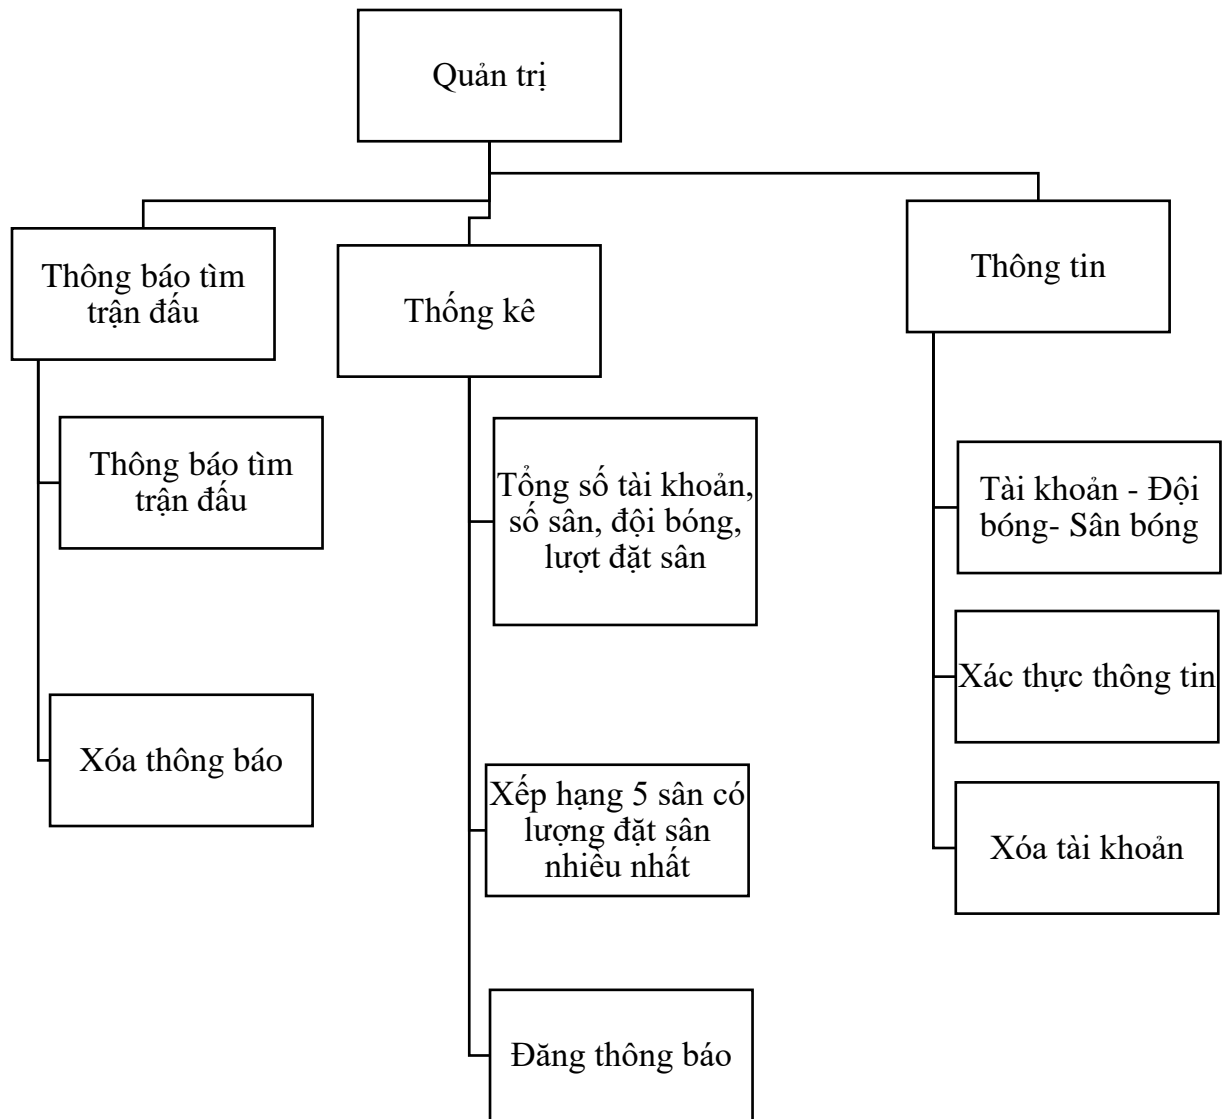 Quản trị
Thông báo tìm
trận đấu
Thống kê
Thông tin
Thông báo tìm
trận đấu
Xóa thông báo
Tổng số tài khoản,
số sân, đội bóng,
lượt đặt sân
Xếp hạng 5 sân có
lượng đặt sân
nhiều nhất
Đăng thông báo
Tài khoản - Đội
bóng- Sân bóng
Xác thực thông tin
Xóa tài khoản